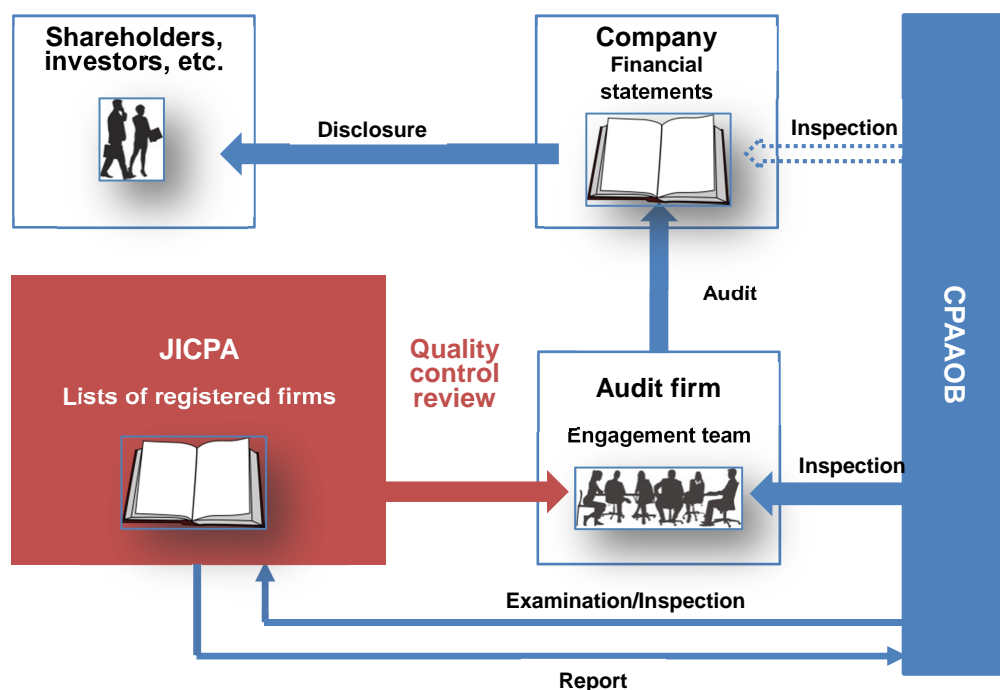 Shareholders,
investors, etc.
Company
Financial
statements
Disclosure
Inspection
Audit
JICPA
Lists of registered firms
Quality
control
review
Audit firm
Engagement team
Inspection
CPAAOB
Examination/Inspection
Report